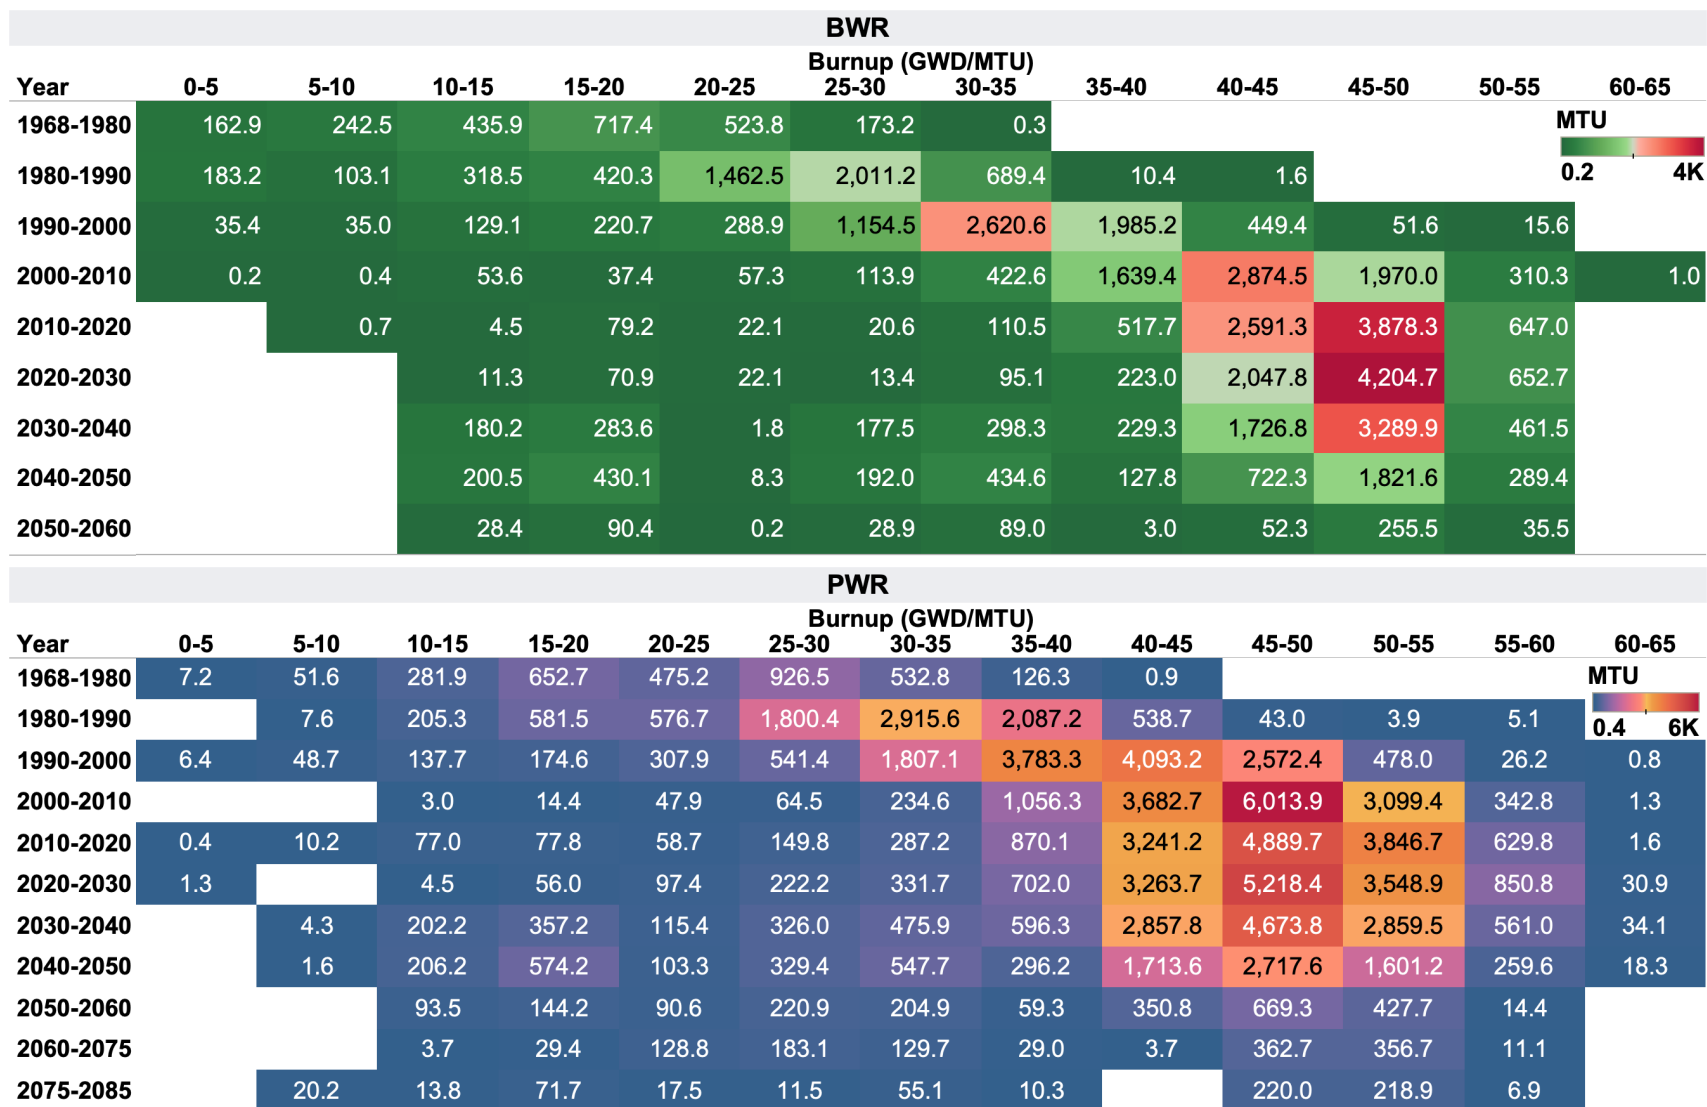 BWR
Burnup (GWD/MTU)
Year 0-5 5-10 10-15 15-20 20-25 25-30 30-35 35-40 40-45 45-50 50-55 60-65
1968-1980 162.9 242.5 435.9 717.4 523.8 173.2 0.3
MTU
0.2 4K
1980-1990 183.2 103.1 318.5 420.3 1,462.5 2,011.2 689.4 10.4 1.6
1990-2000 35.4 35.0 129.1 220.7 288.9 1,154.5 2,620.6 1,985.2 449.4 51.6 15.6
2000-2010 0.2 0.4 53.6 37.4 57.3 113.9 422.6 1,639.4 2,874.5 1,970.0 310.3 1.0
2010-2020 0.7 4.5 79.2 22.1 20.6 110.5 517.7 2,591.3 3,878.3 647.0
2020-2030 11.3 70.9 22.1 13.4 95.1 223.0 2,047.8 4,204.7 652.7
2030-2040 180.2 283.6 1.8 177.5 298.3 229.3 1,726.8 3,289.9 461.5
2040-2050 200.5 430.1 8.3 192.0 434.6 127.8 722.3 1,821.6 289.4
2050-2060 28.4 90.4 0.2 28.9 89.0 3.0 52.3 255.5 35.5
PWR
Burnup (GWD/MTU)
Year 0-5 5-10 10-15 15-20 20-25 25-30 30-35 35-40 40-45 45-50 50-55 55-60 60-65
1968-1980 7.2 51.6 281.9 652.7 475.2 926.5 532.8 126.3 0.9
MTU
0.4 6K
1980-1990 7.6 205.3 581.5 576.7 1,800.4 2,915.6 2,087.2 538.7 43.0 3.9 5.1
1990-2000 6.4 48.7 137.7 174.6 307.9 541.4 1,807.1 3,783.3 4,093.2 2,572.4 478.0 26.2 0.8
2000-2010 3.0 14.4 47.9 64.5 234.6 1,056.3 3,682.7 6,013.9 3,099.4 342.8 1.3
2010-2020 0.4 10.2 77.0 77.8 58.7 149.8 287.2 870.1 3,241.2 4,889.7 3,846.7 629.8 1.6
2020-2030 1.3 4.5 56.0 97.4 222.2 331.7 702.0 3,263.7 5,218.4 3,548.9 850.8 30.9
2030-2040 4.3 202.2 357.2 115.4 326.0 475.9 596.3 2,857.8 4,673.8 2,859.5 561.0 34.1
2040-2050 1.6 206.2 574.2 103.3 329.4 547.7 296.2 1,713.6 2,717.6 1,601.2 259.6 18.3
2050-2060 93.5 144.2 90.6 220.9 204.9 59.3 350.8 669.3 427.7 14.4
2060-2075 3.7 29.4 128.8 183.1 129.7 29.0 3.7 362.7 356.7 11.1
2075-2085 20.2 13.8 71.7 17.5 11.5 55.1 10.3 220.0 218.9 6.9